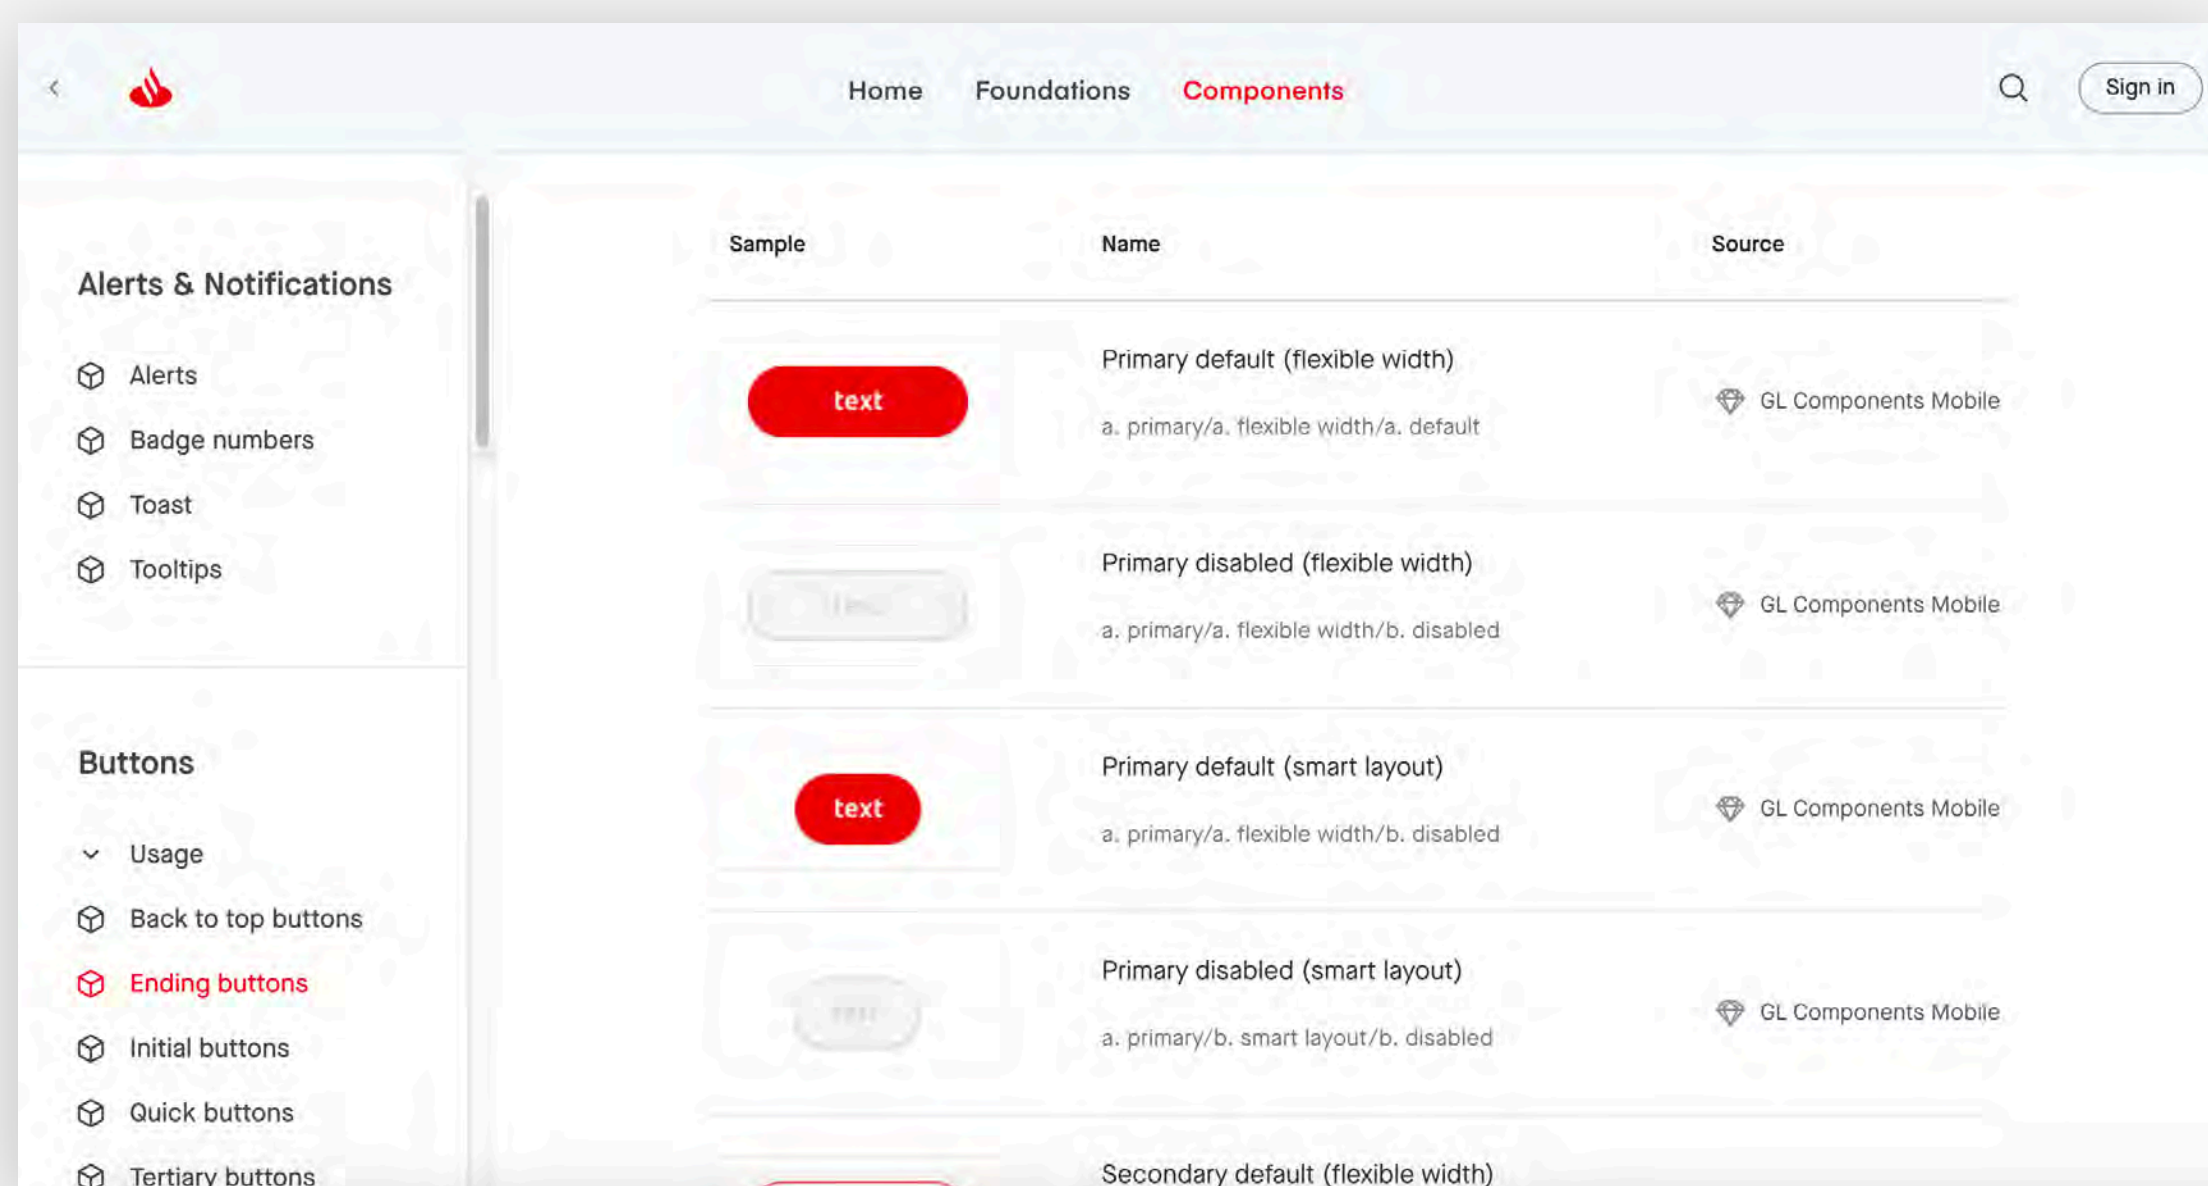 Home Foundations Components Sign in
Alerts & Notifications
Alerts
Badge numbers
Toast
Tooltips
Buttons
Usage
Back to top buttons
Ending buttons
Initial buttons
Quick buttons
Tertiary buttons
Sample Name Source
text
Primary default (flexible width)
a. primary/a. flexible width/a. default
GL Components Mobile
Primary disabled (flexible width)
a. primary/a. flexible width/b. disabled
GL Components Mobile
text
Primary default (smart layout)
a. primary/a. flexible width/b. disabled
GL Components Mobile
Primary disabled (smart layout)
a. primary/b. smart layout/b. disabled
GL Components Mobile
Secondary default (flexible width)